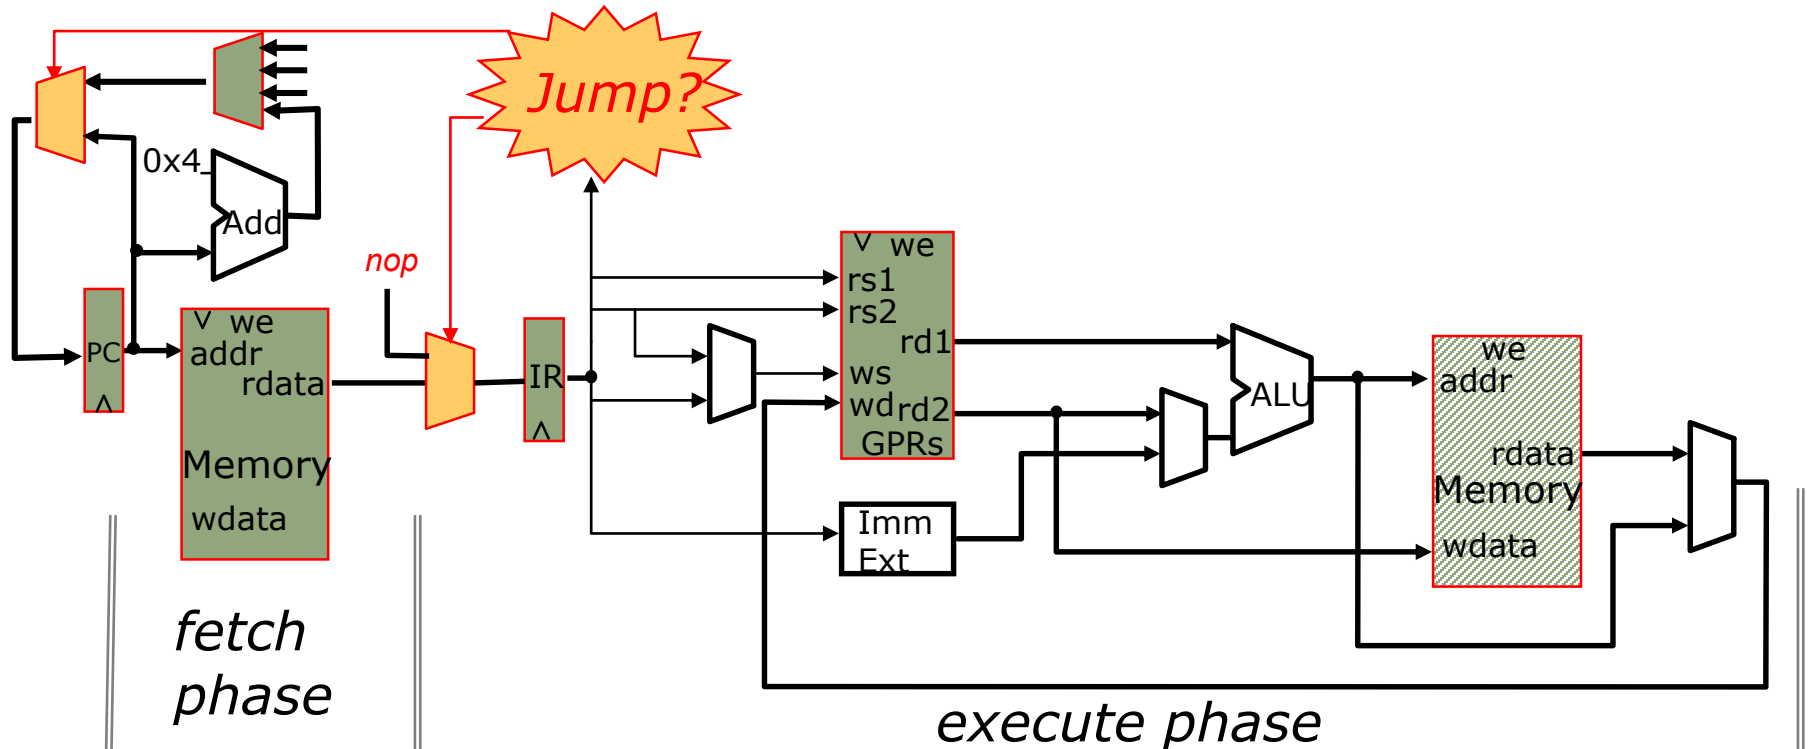 Jump?
0x4
Add
nop
PC
we
addr
rdata
Memory
wdata
IR
we
rs1
rs2
rd1
ws
wd
rd2
GPRs
Imm
Ext
ALU
we
addr
rdata
Memory
wdata
fetch
phase
execute phase